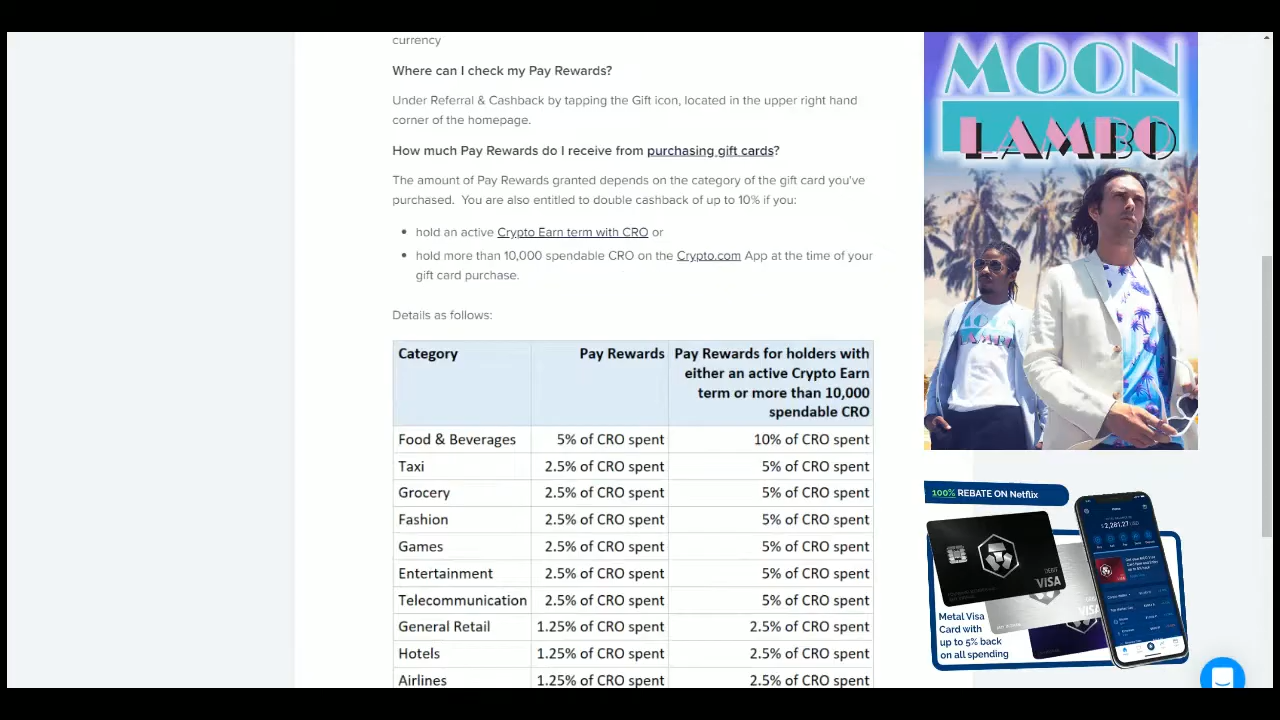 currency
Where can I check my Pay Rewards?
Under Referral & Cashback by tapping the Gift icon, located in the upper right hand
corner of the homepage.
How much Pay Rewards do I receive from purchasing gift cards?
The amount of Pay Rewards granted depends on the category of the gift card you've
purchased. You are also entitled to double cashback of up to 10% if you:
hold an active Crypto Earn term with CRO or
hold more than 10,000 spendable CRO on the Crypto.com App at the time of your
gift card purchase.
Details as follows:
Category Pay Rewards Pay Rewards for holders with
either an active Crypto Earn
term or more than 10,000
spendable CRO
Food & Beverages 5% of CRO spent 10% of CRO spent
Taxi 2.5% of CRO spent 5% of CRO spent
Grocery 2.5% of CRO spent 5% of CRO spent
Fashion 2.5% of CRO spent 5% of CRO spent
Games 2.5% of CRO spent 5% of CRO spent
Entertainment 2.5% of CRO spent 5% of CRO spent
Telecommunication 2.5% of CRO spent 5% of CRO spent
General Retail 1.25% of CRO spent 2.5% of CRO spent
Hotels 1.25% of CRO spent 2.5% of CRO spent
Airlines 1.25% of CRO spent 2.5% of CRO spent
MOON
LAMBO
MOON
LAMBO
100% REBATE ON Netflix
$2,281.27 USD
DEBIT
VISA
VISA
Metal Visa
Card with
up to 5% back
on all spending